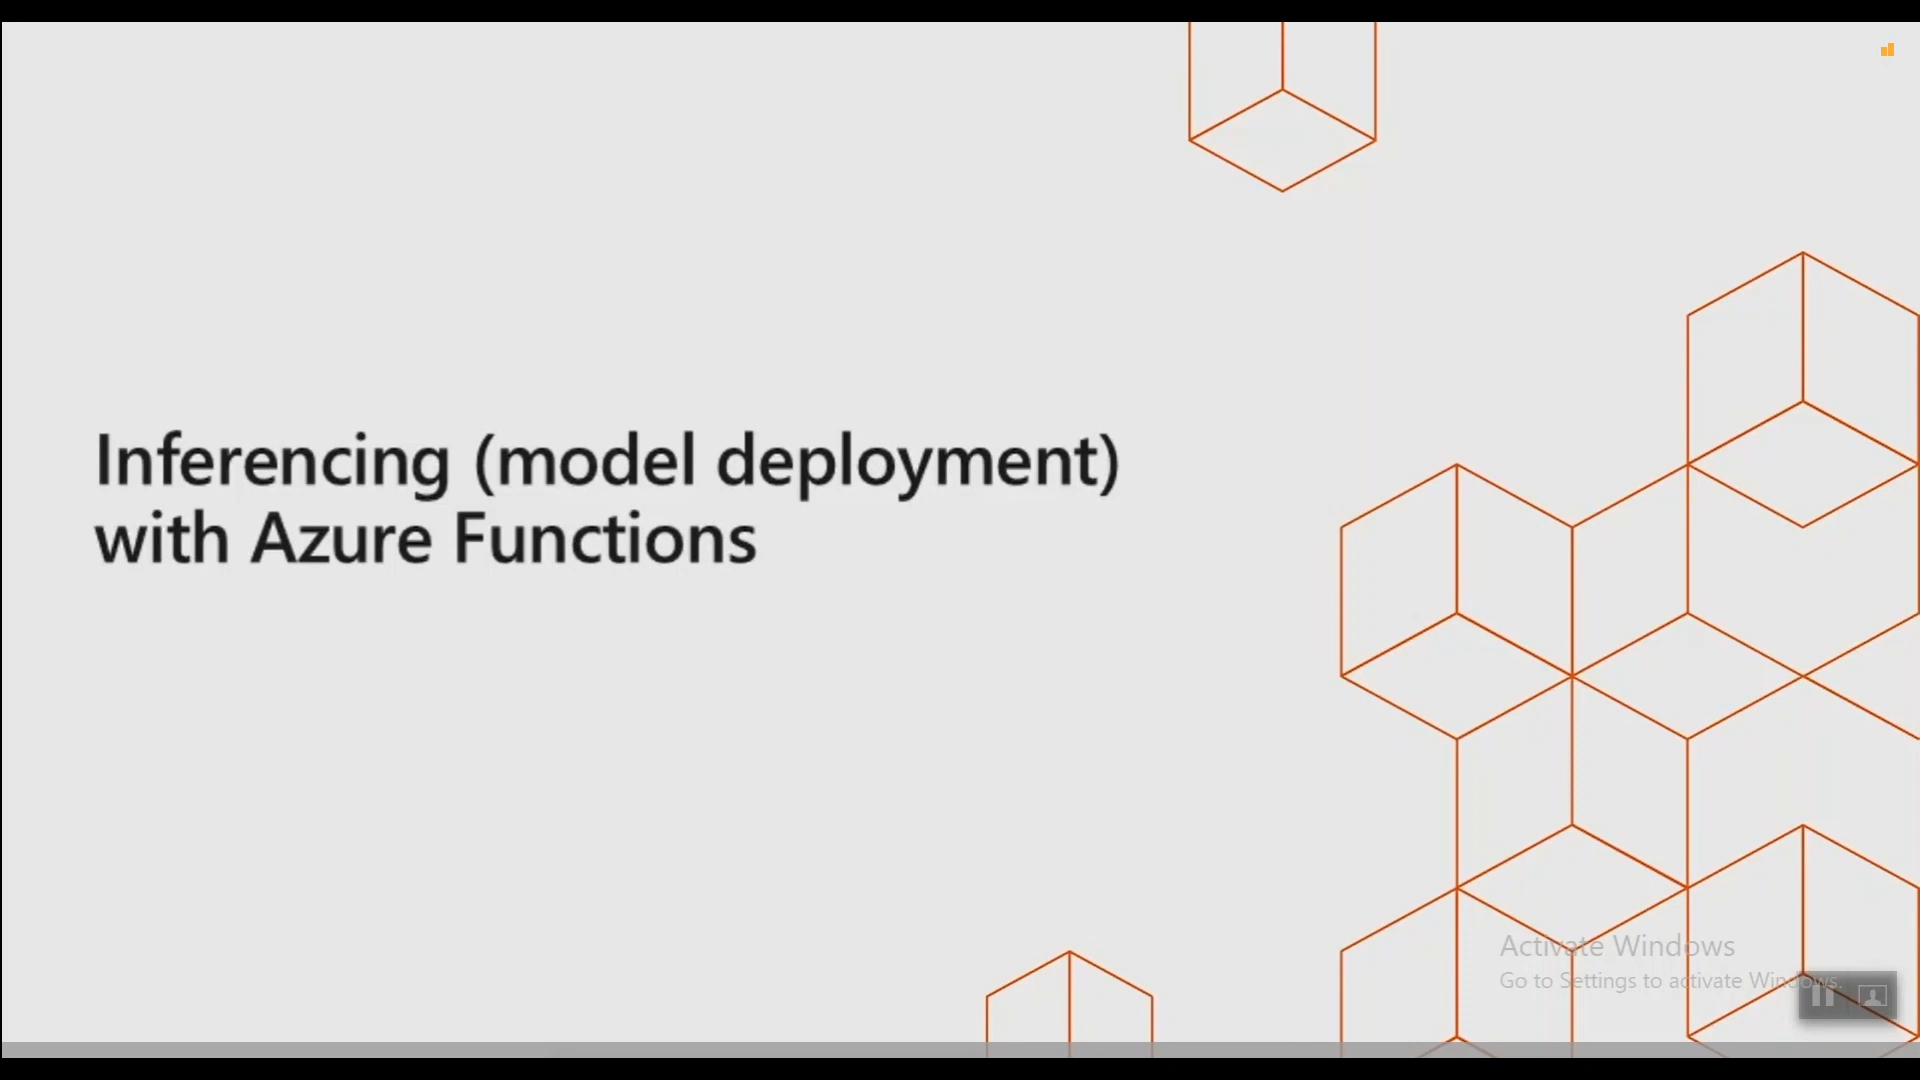 Inferencing (model deployment)
with Azure Functions
Activate Windows
Go to Settings to activate Windows.